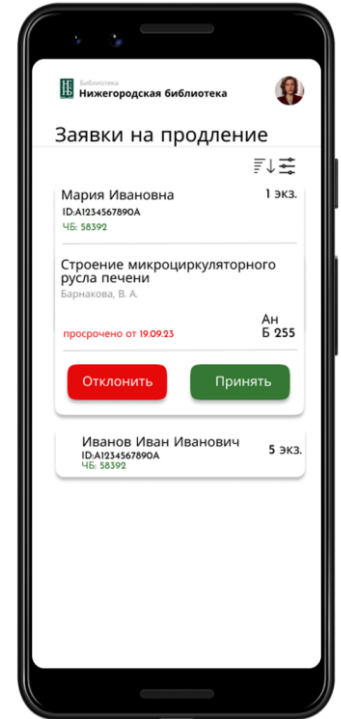 Библиотека
Нижегородская библиотека
Заявки на продление
Мария Ивановна
1 экз.
ID:A1234567890A
ЧБ: 58392
Строение микроциркуляторного
русла печени
Барнакова, В. А.
Ан
просрочено от 19.09.23
Б 255
Отклонить
Принять
Иванов Иван Иванович
5 экз.
ID:A1234567890A
ЧБ: 58392